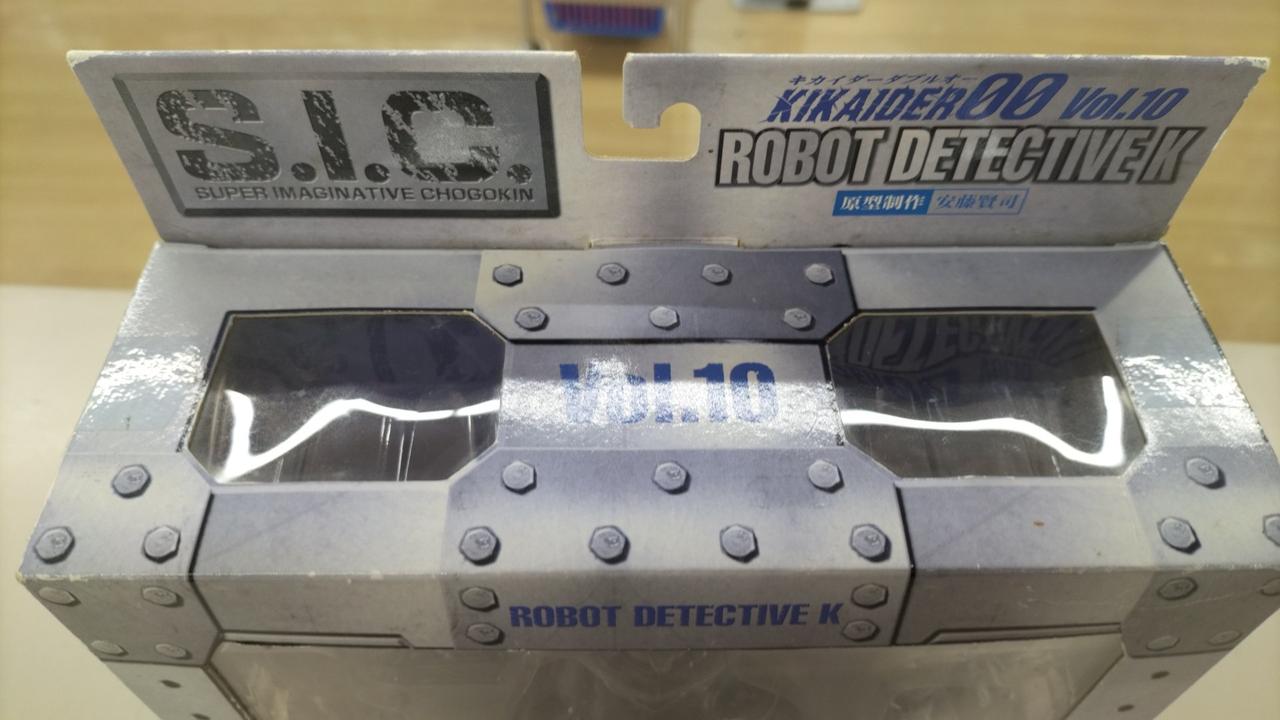 S.I.C.
SUPER IMAGINATIVE CHOGOKIN
キカイダーダブルオー
KIKAIDER00 Vol.10
ROBOT DETECTIVE K
原型制作 安藤賢司
Vol.10
ROBOT DETECTIVE K